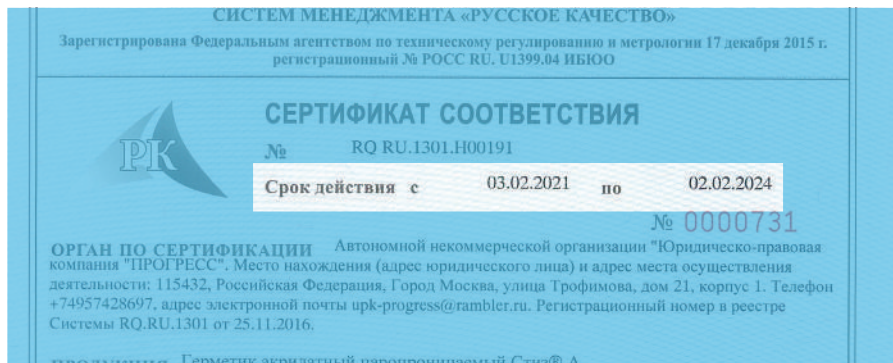 СИСТЕМ МЕНЕДЖМЕНТА «РУССКОЕ КАЧЕСТВО»
Зарегистрирована Федеральным агентством по техническому регулированию и метрологии 17 декабря 2015 г.
регистрационный № РОСС RU. U1399.04 ИБЮО
РК
СЕРТИФИКАТ СООТВЕТСТВИЯ
№ RQ RU.1301.H00191
Срок действия с 03.02.2021 по 02.02.2024
№ 0000731
ОРГАН ПО СЕРТИФИКАЦИИ Автономной некоммерческой организации "Юридическо-правовая
компания "ПРОГРЕСС". Место нахождения (адрес юридического лица) и адрес места осуществления
деятельности: 115432, Российская Федерация, Город Москва, улица Трофимова, дом 21, корпус 1. Телефон
+74957428697, адрес электронной почты upk-progress@rambler.ru. Регистрационный номер в реестре
Системы RQ.RU.1301 от 25.11.2016.
ПРОДУКЦИЯ Герметик акрилатный паропроницаемый Стиз® А